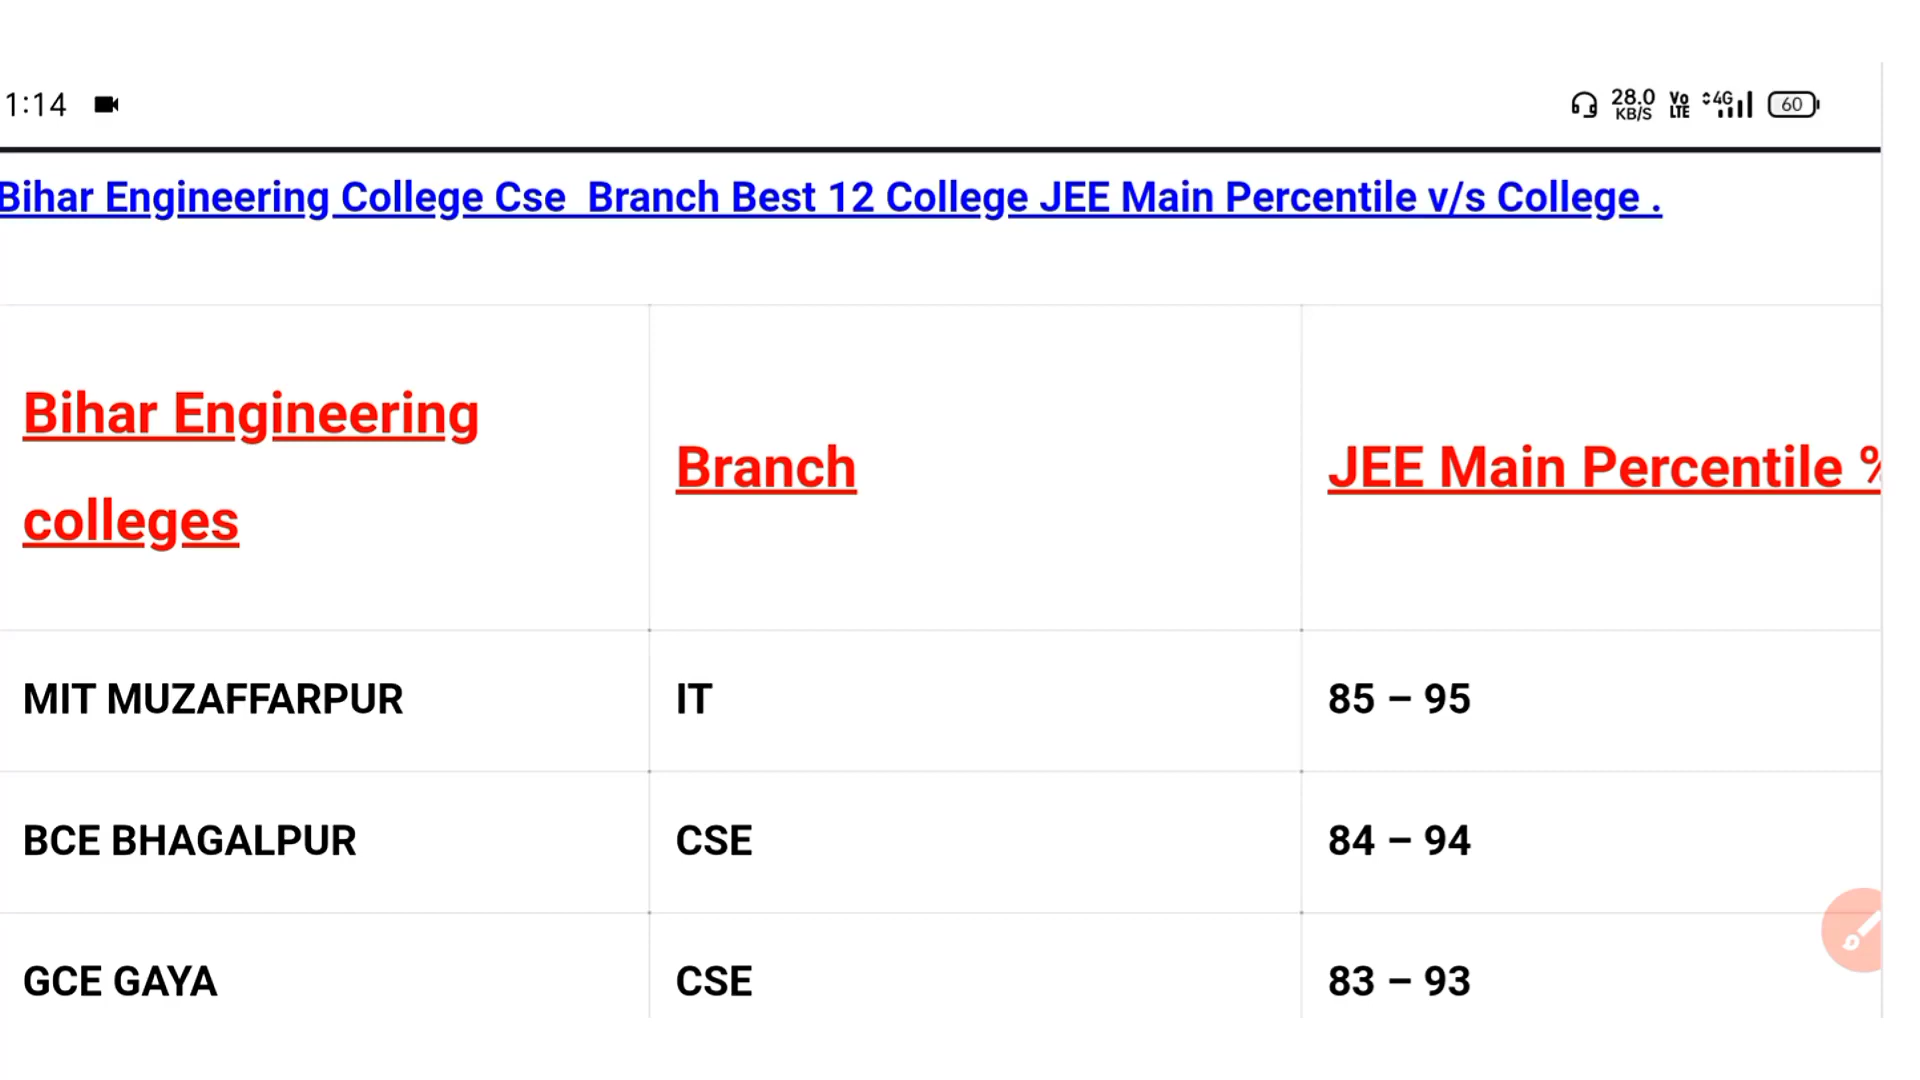 1:14 28.0 KB/S Vo LTE 4G 60
Bihar Engineering College Cse Branch Best 12 College JEE Main Percentile v/s College .
Bihar Engineering colleges Branch JEE Main Percentile %
MIT MUZAFFARPUR IT 85 – 95
BCE BHAGALPUR CSE 84 – 94
GCE GAYA CSE 83 – 93